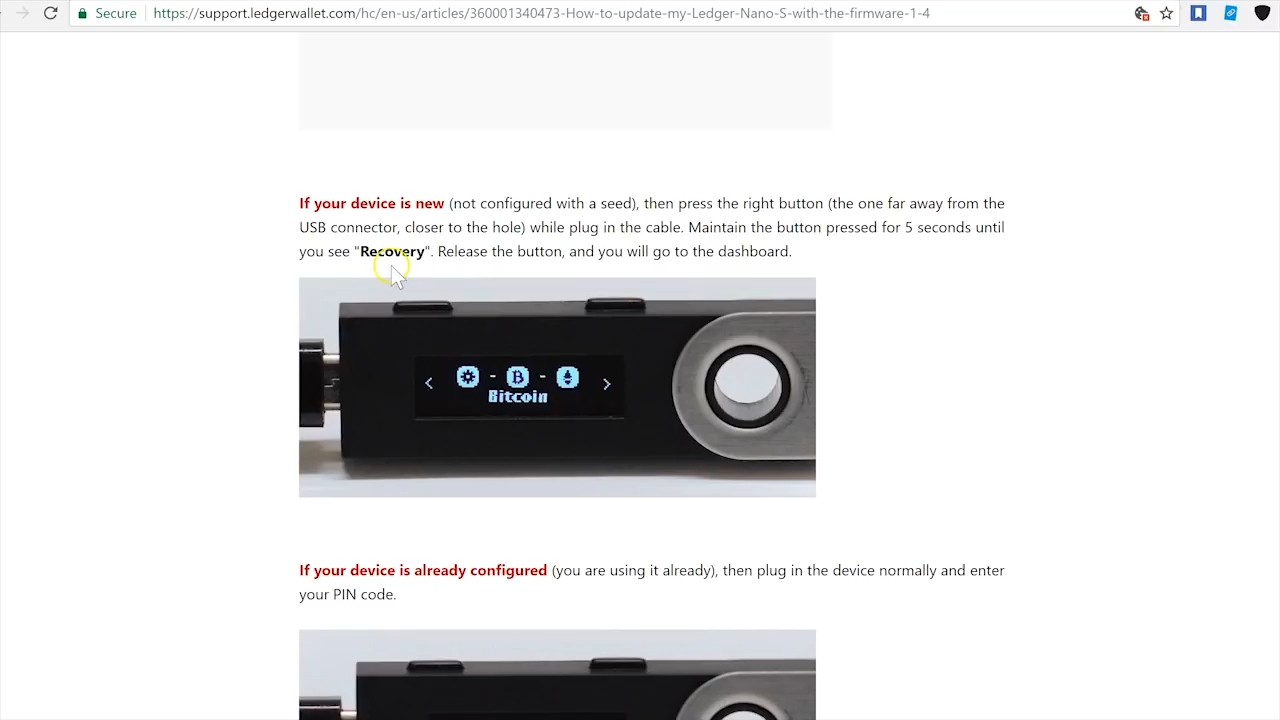 Secure
https://support.ledgerwallet.com/hc/en-us/articles/360001340473-How-to-update-my-Ledger-Nano-S-with-the-firmware-1-4
If your device is new (not configured with a seed), then press the right button (the one far away from the
USB connector, closer to the hole) while plug in the cable. Maintain the button pressed for 5 seconds until
you see "Recovery". Release the button, and you will go to the dashboard.
Bitcoin
If your device is already configured (you are using it already), then plug in the device normally and enter
your PIN code.